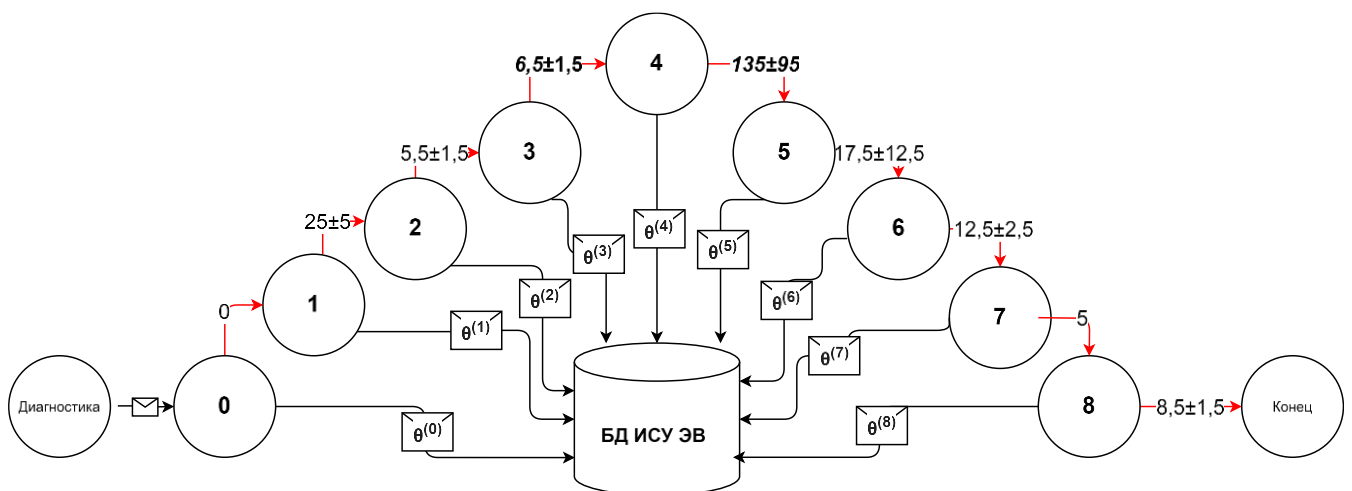 6,5±1,5
4
135±95
5,5±1,5
3
5
17,5±12,5
25±5
2
θ(3)
θ(4)
θ(5)
6
12,5±2,5
0
1
θ(1)
θ(2)
θ(6)
7
5
θ(7)
Диагностика
0
θ(0)
БД ИСУ ЭВ
θ(8)
8
8,5±1,5
Конец